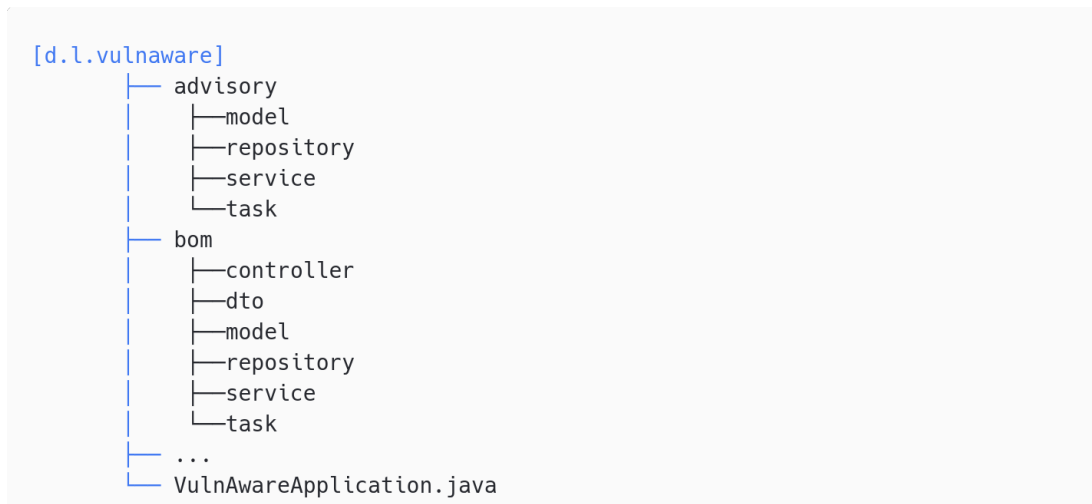 [d.l.vulnaware]
├── advisory
│ ├──model
│ ├──repository
│ ├──service
│ └──task
├── bom
│ ├──controller
│ ├──dto
│ ├──model
│ ├──repository
│ ├──service
│ └──task
├── ...
└── VulnAwareApplication.java